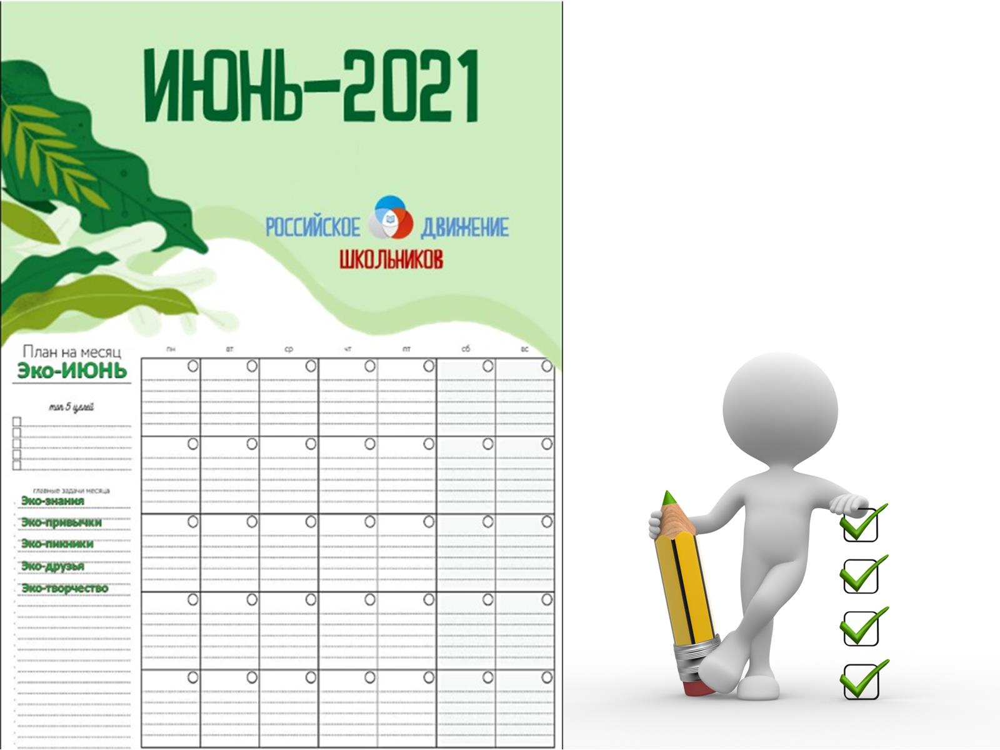 ИЮНЬ-2021
РОССИЙСКОЕ ДВИЖЕНИЕ
ШКОЛЬНИКОВ
План на месяц
Эко-ИЮНЬ
топ 5 целей
главные задачи месяца
Эко-знания
Эко-привычки
Эко-пикники
Эко-друзья
Эко-творчество
пн вт ср чт пт сб вс